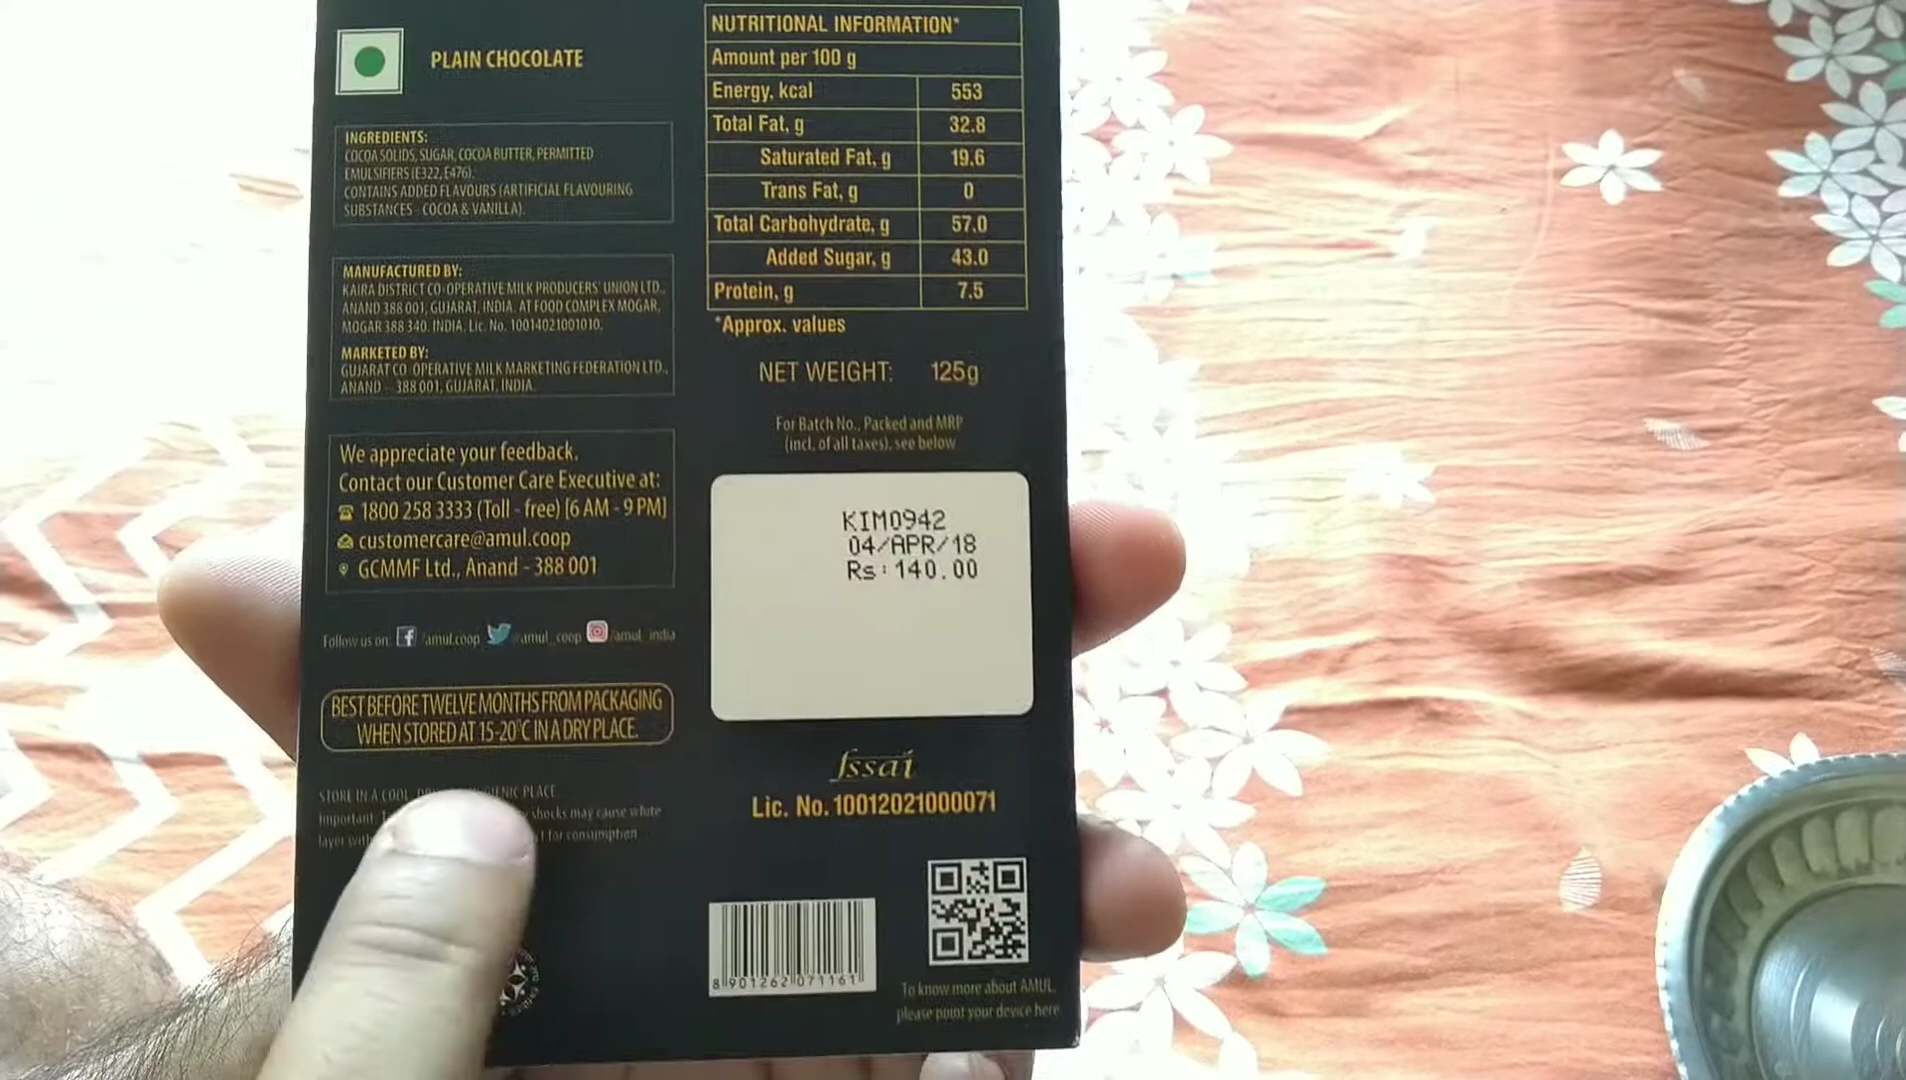 PLAIN CHOCOLATE
INGREDIENTS:
COCOA SOLIDS, SUGAR, COCOA BUTTER, PERMITTED
EMULSIFIERS (E322, E476).
CONTAINS ADDED FLAVOURS (ARTIFICIAL FLAVOURING
SUBSTANCES - COCOA & VANILLA).
MANUFACTURED BY:
KAIRA DISTRICT CO-OPERATIVE MILK PRODUCERS' UNION LTD.,
ANAND 388 001, GUJARAT, INDIA. AT FOOD COMPLEX MOGAR,
MOGAR 388 340. INDIA. Lic. No. 10014021001010.
MARKETED BY:
GUJARAT CO-OPERATIVE MILK MARKETING FEDERATION LTD.,
ANAND - 388 001, GUJARAT, INDIA.
We appreciate your feedback.
Contact our Customer Care Executive at:
1800 258 3333 (Toll - free) [6 AM - 9 PM]
customercare@amul.coop
GCMMF Ltd., Anand - 388 001
Follow us on: /amul.coop amul_coop /amul_india
BEST BEFORE TWELVE MONTHS FROM PACKAGING
WHEN STORED AT 15-20°C IN A DRY PLACE.
STORE IN A COOL, PLACE
Important: shocks may cause white
layer for consumption
NUTRITIONAL INFORMATION*
Amount per 100 g
Energy, kcal 553
Total Fat, g 32.8
Saturated Fat, g 19.6
Trans Fat, g 0
Total Carbohydrate, g 57.0
Added Sugar, g 43.0
Protein, g 7.5
*Approx. values
NET WEIGHT: 125g
For Batch No., Packed and MRP
(incl. of all taxes), see below
KIM0942
04/APR/18
Rs:140.00
fssai
Lic. No. 10012021000071
8 901262 071161
To know more about AMUL,
please point your device here